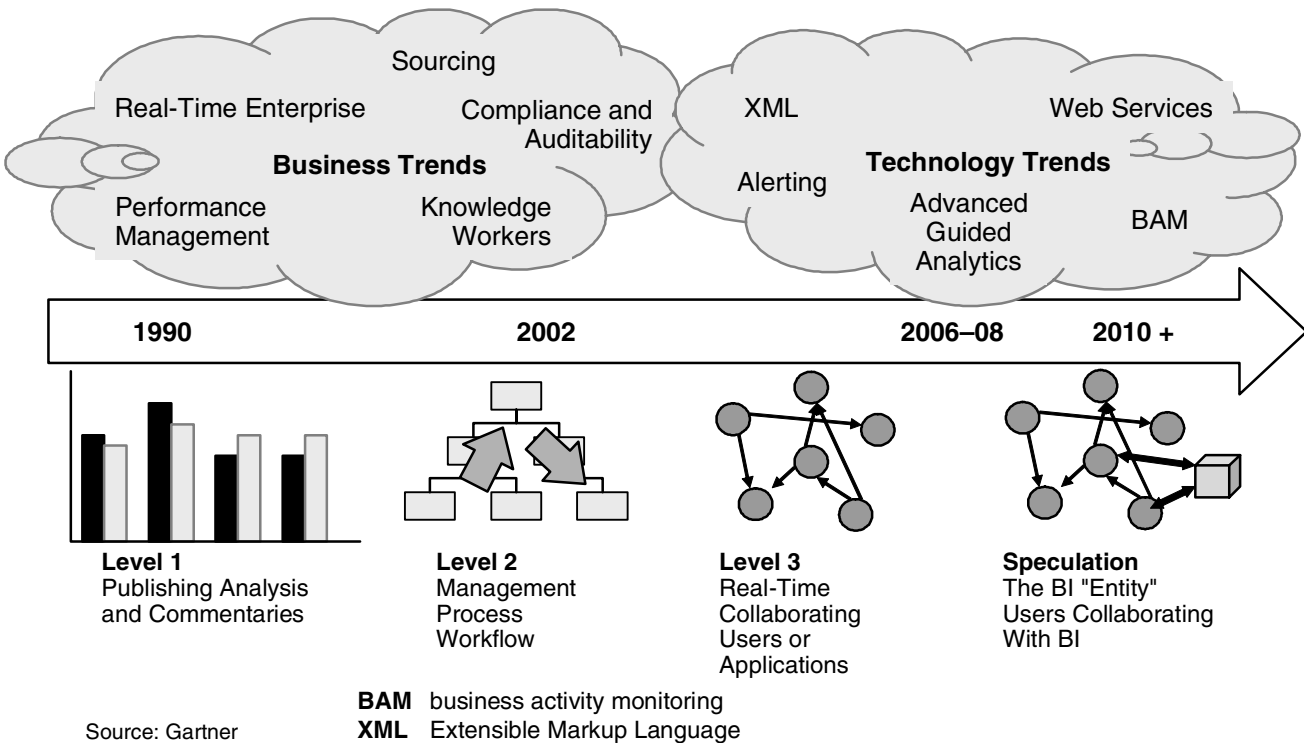 Sourcing
Real-Time Enterprise
Compliance and
Auditability
Business Trends
Performance
Management
Knowledge
Workers
XML
Web Services
Technology Trends
Alerting
Advanced
Guided
Analytics
BAM
1990
2002
2006–08
2010 +
Level 1
Publishing Analysis
and Commentaries
Level 2
Management
Process
Workflow
Level 3
Real-Time
Collaborating
Users or
Applications
Speculation
The BI "Entity"
Users Collaborating
With BI
BAM business activity monitoring
XML Extensible Markup Language
Source: Gartner